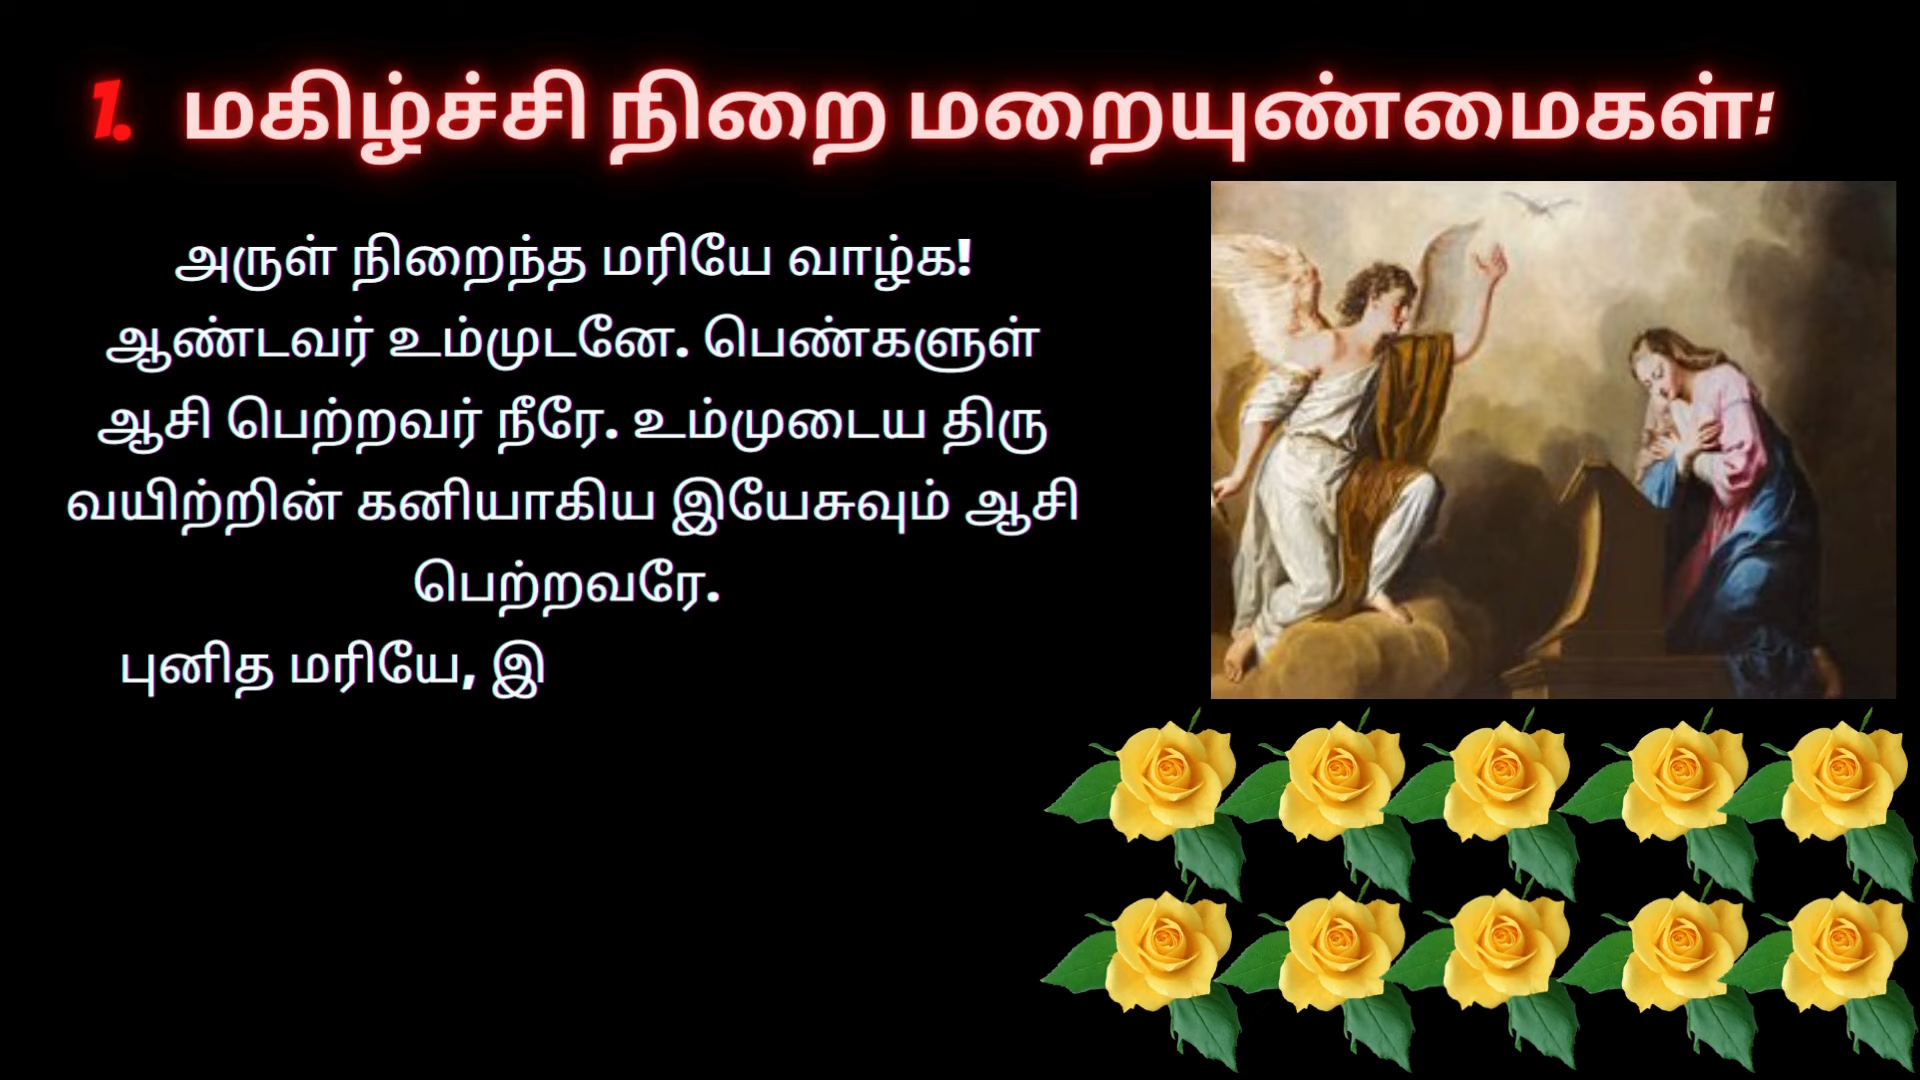 1. மகிழ்ச்சி நிறை மறையுண்மைகள்:
அருள் நிறைந்த மரியே வாழ்க!
ஆண்டவர் உம்முடனே. பெண்களுள்
ஆசி பெற்றவர் நீரே. உம்முடைய திரு
வயிற்றின் கனியாகிய இயேசுவும் ஆசி
பெற்றவரே.
புனித மரியே, இ